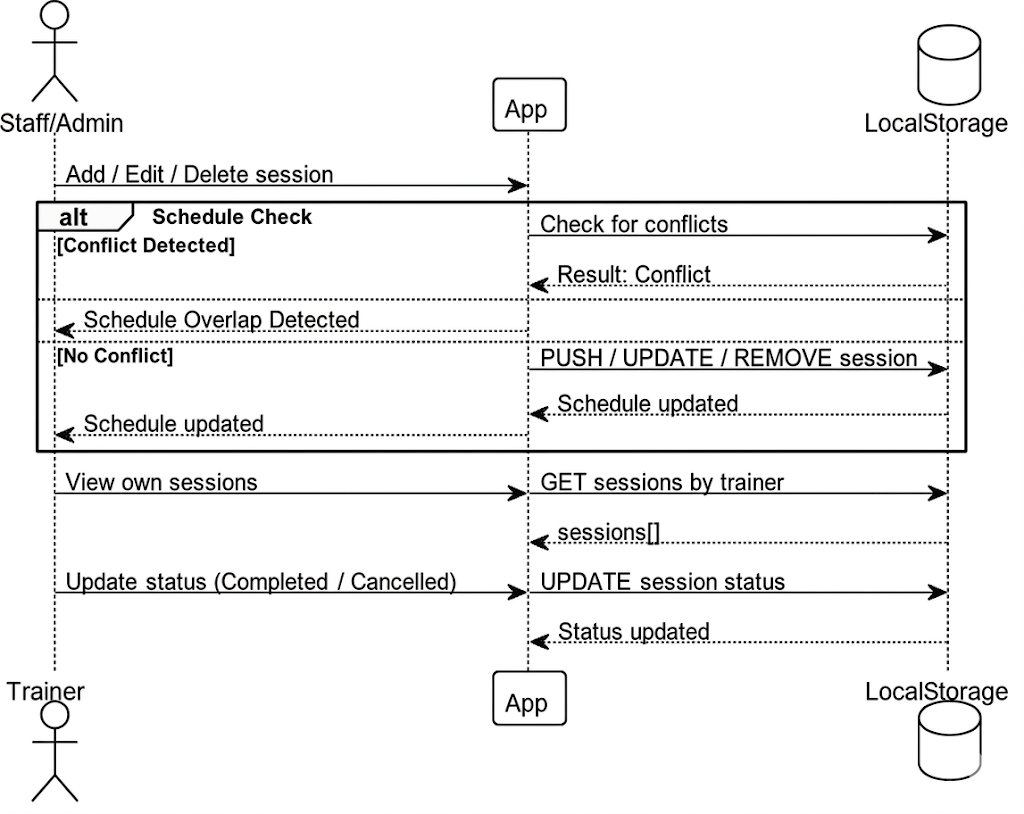 Staff/Admin
App
LocalStorage
Add / Edit / Delete session
alt
Schedule Check
[Conflict Detected]
Check for conflicts
Result: Conflict
Schedule Overlap Detected
[No Conflict]
PUSH / UPDATE / REMOVE session
Schedule updated
Schedule updated
View own sessions
GET sessions by trainer
sessions[]
Update status (Completed / Cancelled)
UPDATE session status
Status updated
Trainer
App
LocalStorage